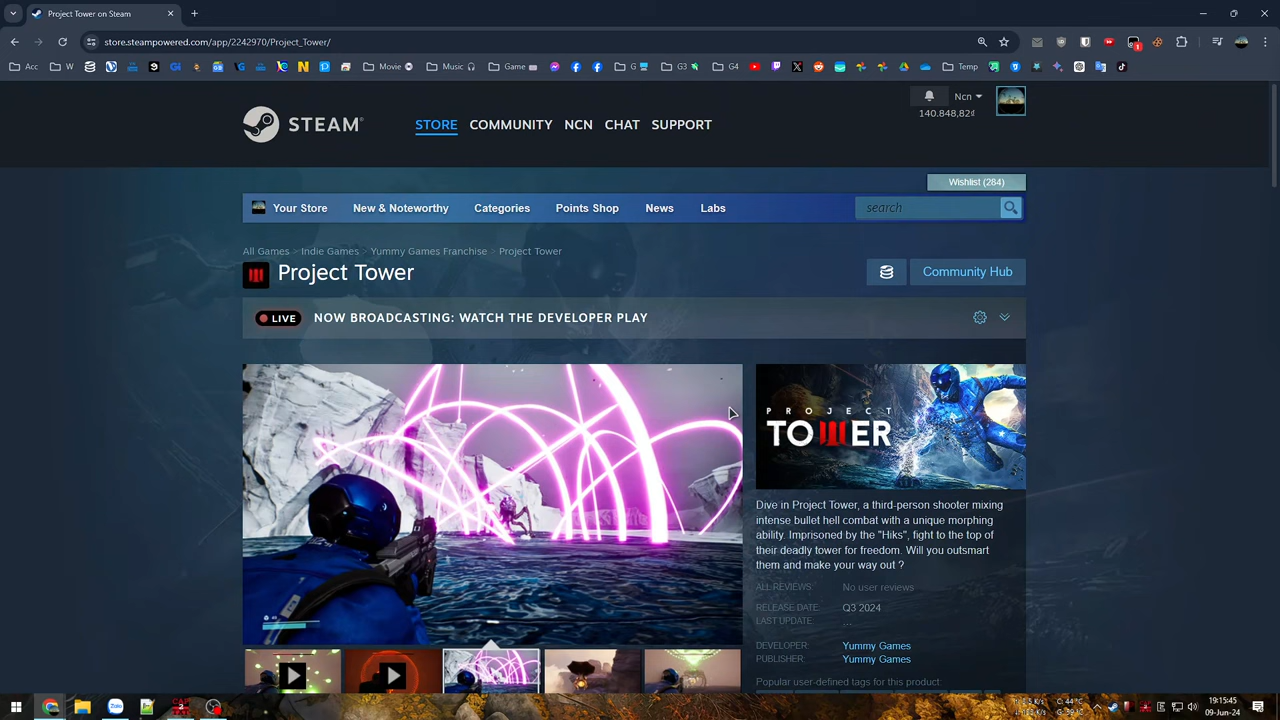 Project Tower on Steam
store.steampowered.com/app/2242970/Project_Tower/
Acc
W
Movie
Music
Game
G
G3
G4
Temp
STEAM
STORE
COMMUNITY
NCN
CHAT
SUPPORT
Ncn
140.848,82₫
Wishlist (284)
Your Store
New & Noteworthy
Categories
Points Shop
News
Labs
search
All Games > Indie Games > Yummy Games Franchise > Project Tower
Project Tower
Community Hub
LIVE
NOW BROADCASTING: WATCH THE DEVELOPER PLAY
PROJECT
TOWER
Dive in Project Tower, a third-person shooter mixing
intense bullet hell combat with a unique morphing
ability. Imprisoned by the "Hiks", fight to the top of
their deadly tower for freedom. Will you outsmart
them and make your way out ?
ALL REVIEWS
No user reviews
RELEASE DATE:
Q3 2024
LAST UPDATE:
...
DEVELOPER:
Yummy Games
PUBLISHER:
Yummy Games
Popular user-defined tags for this product:
Zalo
19:15:45
09-Jun-24